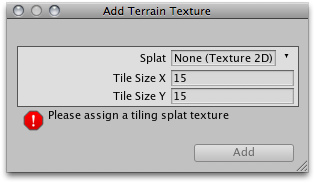 Add Terrain Texture
Splat None (Texture 2D)
Tile Size X 15
Tile Size Y 15
Please assign a tiling splat texture
Add